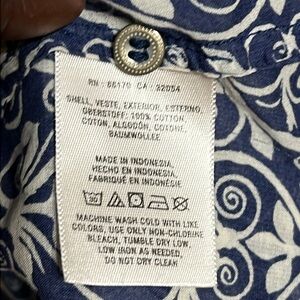 RN : 66170 CA : 32054
SHELL, VESTE, EXTERIOR, ESTERNO,
OBERSTOFF: 100% COTTON,
COTON, ALGODÓN, COTONE,
BAUMWOLLEE
MADE IN INDONESIA,
HECHO EN INDONESIA,
FABRIQUÉ EN INDONÉSIE
MACHINE WASH COLD WITH LIKE
COLORS, USE ONLY NON-CHLORINE
BLEACH, TUMBLE DRY LOW,
LOW IRON AS NEEDED,
DO NOT DRY CLEAN